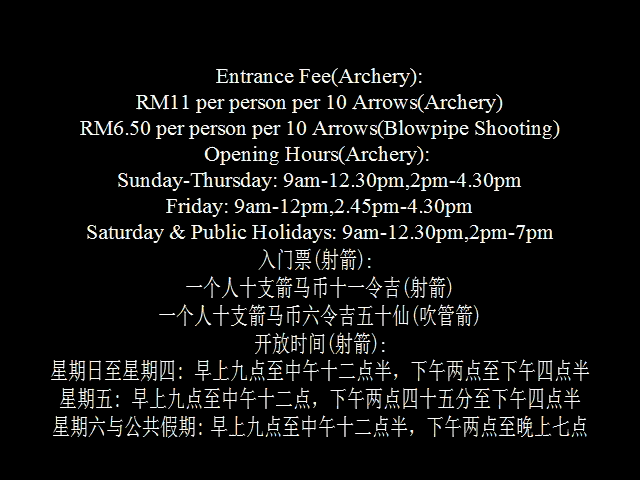 Entrance Fee(Archery):
RM11 per person per 10 Arrows(Archery)
RM6.50 per person per 10 Arrows(Blowpipe Shooting)
Opening Hours(Archery):
Sunday-Thursday: 9am-12.30pm,2pm-4.30pm
Friday: 9am-12pm,2.45pm-4.30pm
Saturday & Public Holidays: 9am-12.30pm,2pm-7pm
入门票(射箭):
一个人十支箭马币十一令吉(射箭)
一个人十支箭马币六令吉五十仙(吹管箭)
开放时间(射箭):
星期日至星期四: 早上九点至中午十二点半，下午两点至下午四点半
星期五: 早上九点至中午十二点，下午两点四十五分至下午四点半
星期六与公共假期: 早上九点至中午十二点半，下午两点至晚上七点